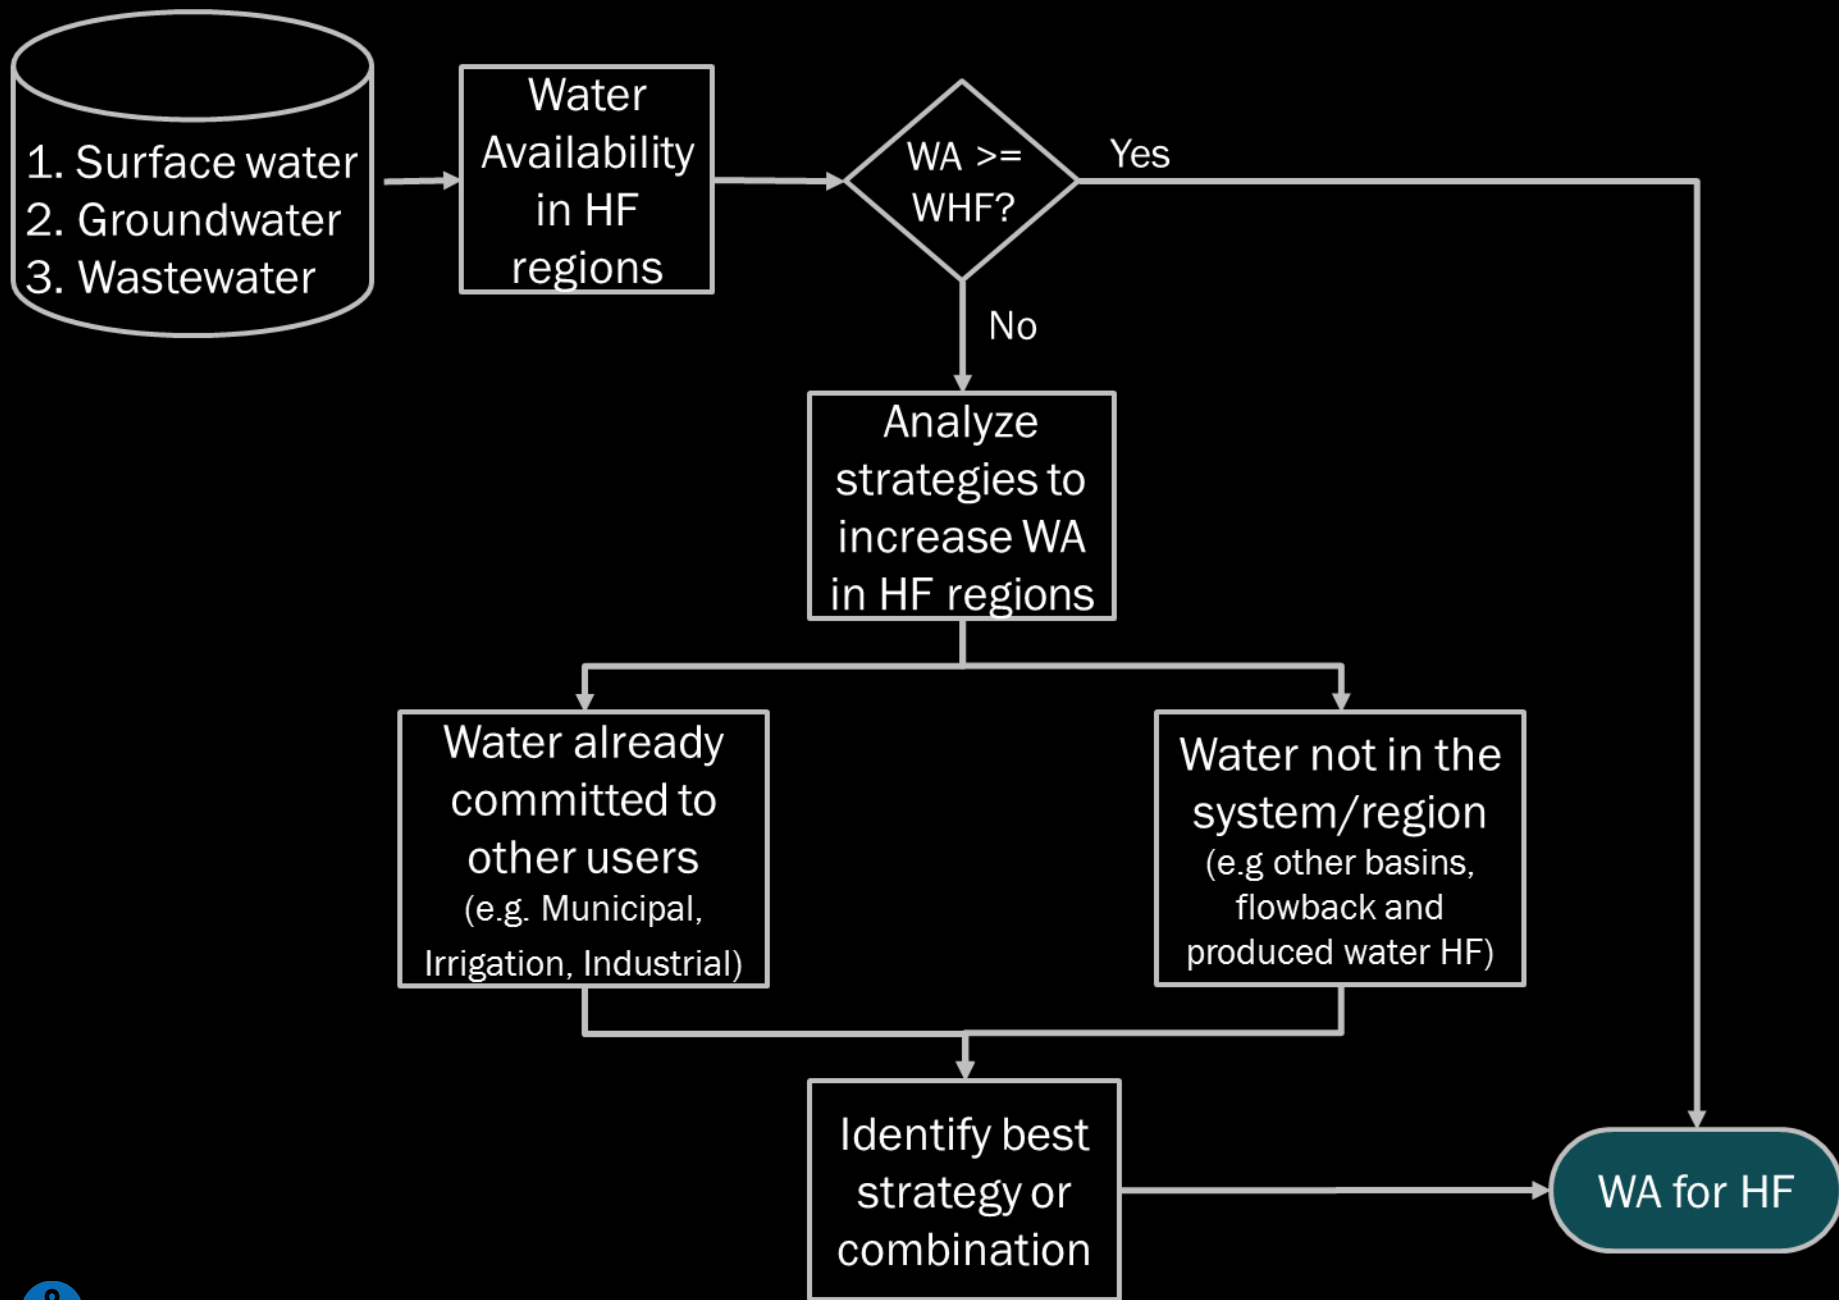 1. Surface water
2. Groundwater
3. Wastewater
Water
Availability
in HF
regions
WA >=
WHF?
Yes
No
Analyze
strategies to
increase WA
in HF regions
Water already
committed to
other users
(e.g. Municipal,
Irrigation, Industrial)
Water not in the
system/region
(e.g other basins,
flowback and
produced water HF)
Identify best
strategy or
combination
WA for HF